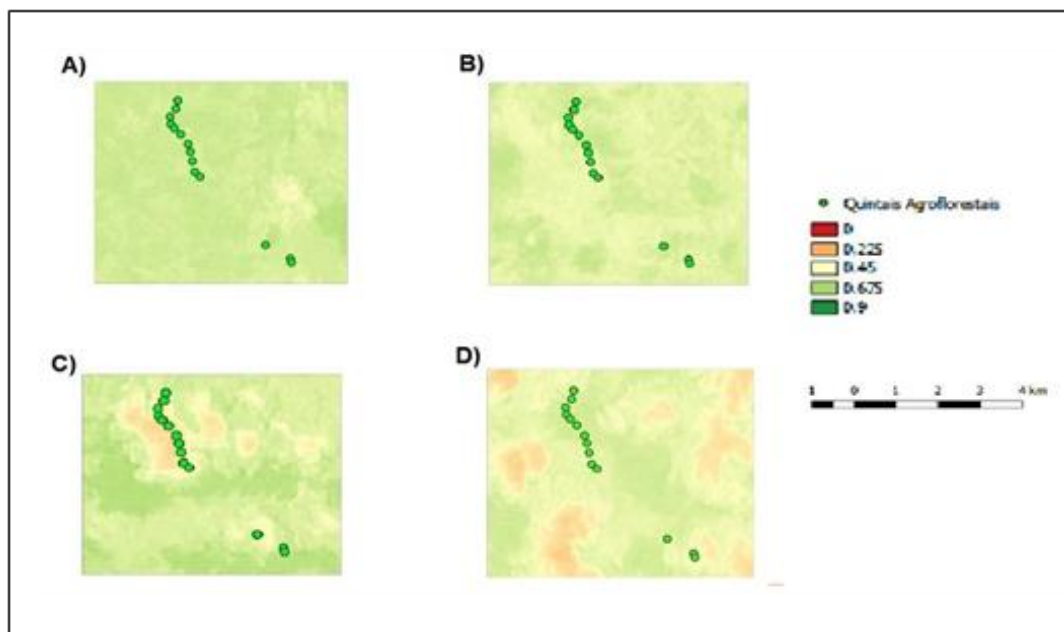 A)
B)
C)
D)
Quintais Agroflorestais
0
0.225
0.45
0.675
0.9
1 0 1 2 3 4 km